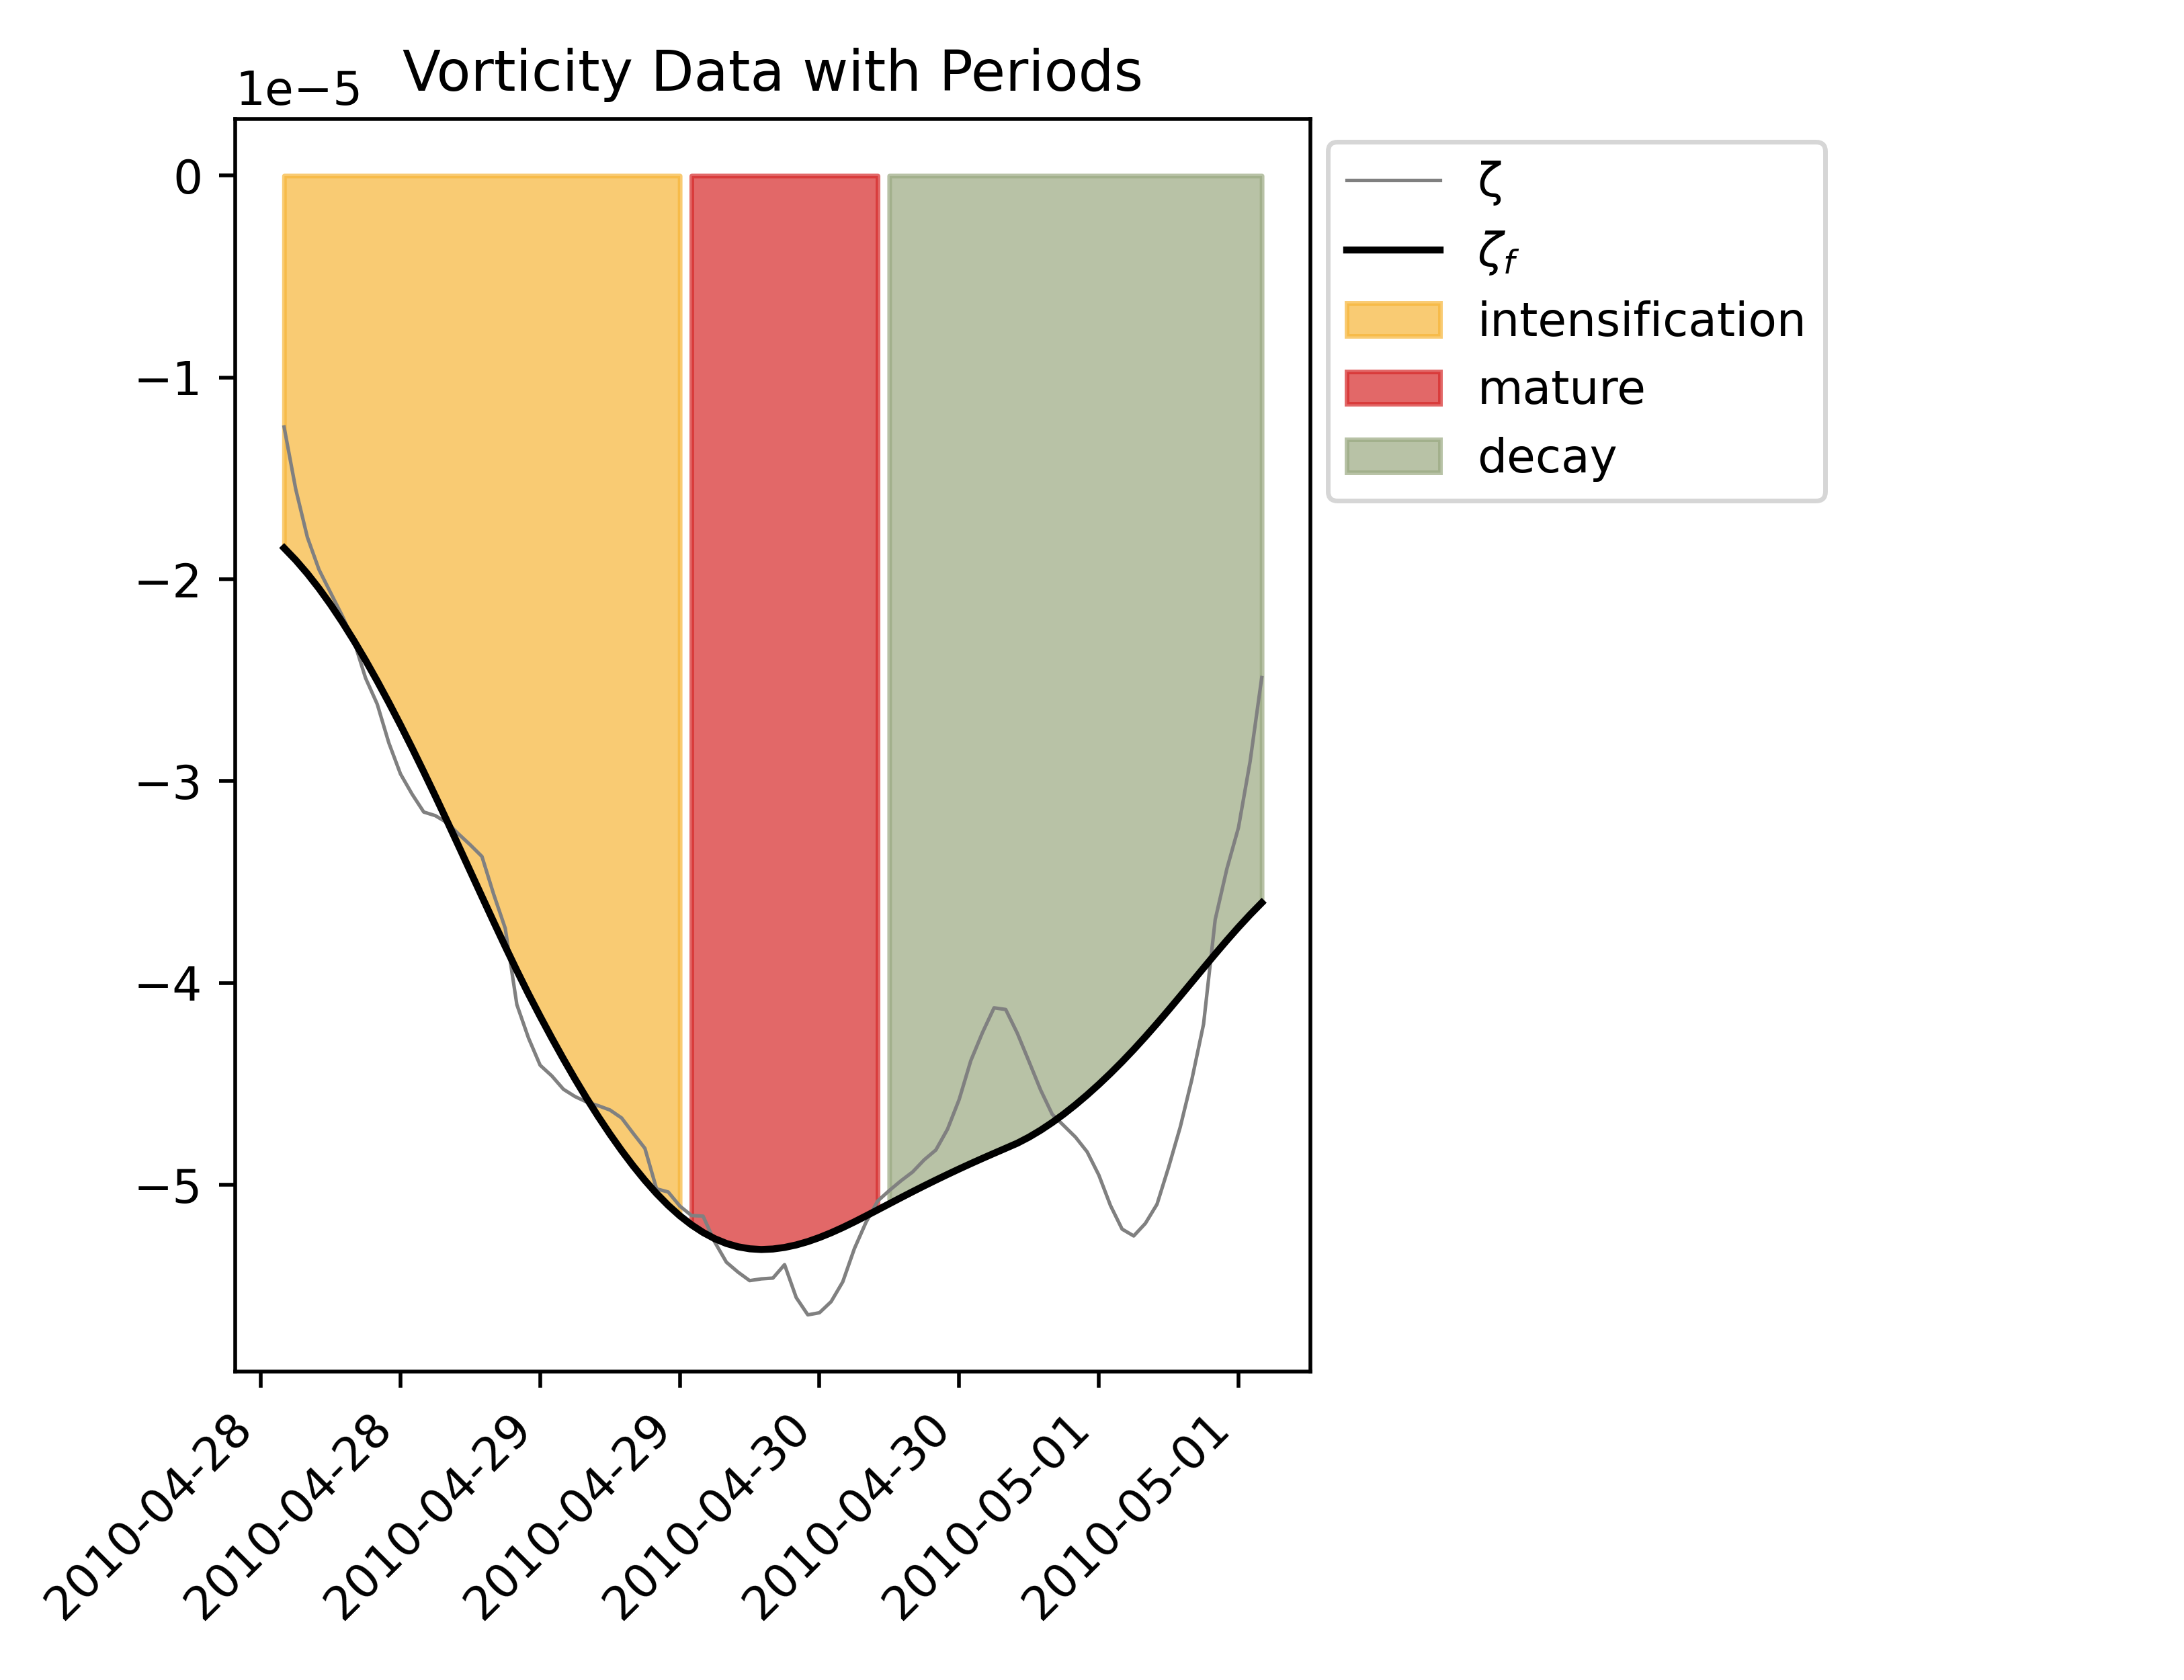 Vorticity Data with Periods
1e−5
0
−1
−2
−3
−4
−5
ζ
ζf
intensification
mature
decay
2010-04-28
2010-04-28
2010-04-29
2010-04-29
2010-04-30
2010-04-30
2010-05-01
2010-05-01